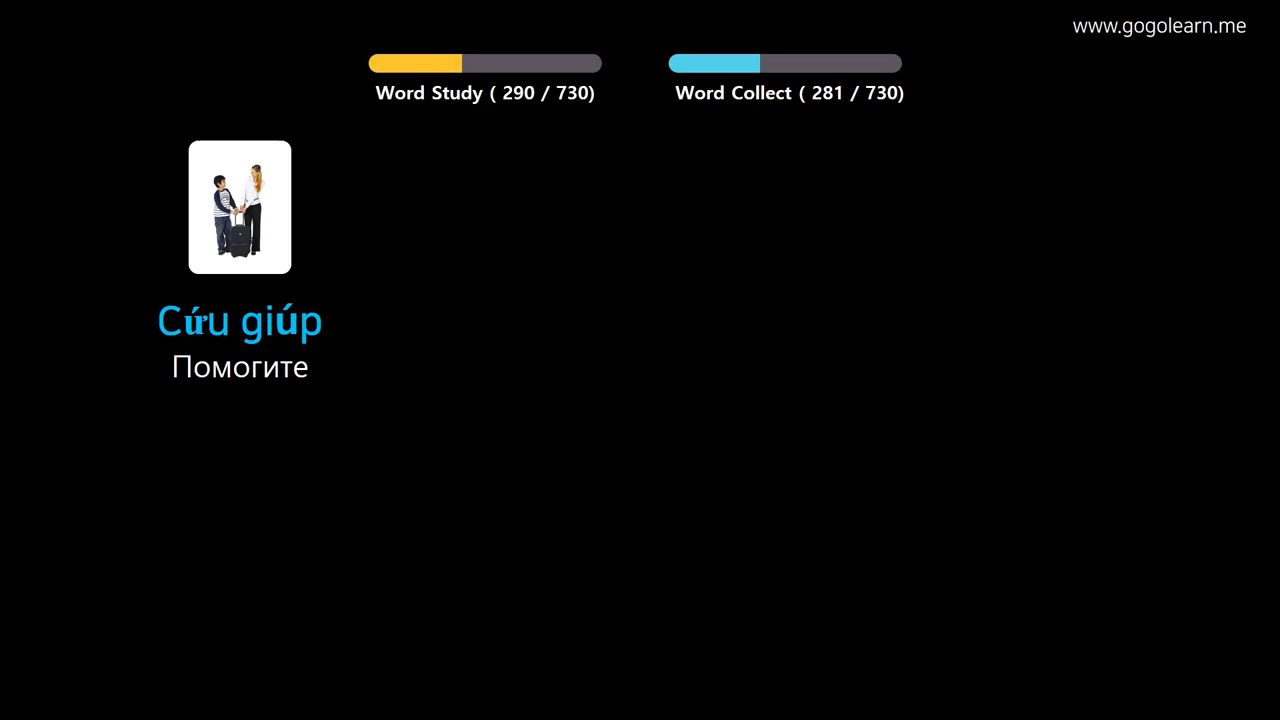 www.gogolearn.me
Word Study ( 290 / 730)
Word Collect ( 281 / 730)
Cứu giúp
Помогите